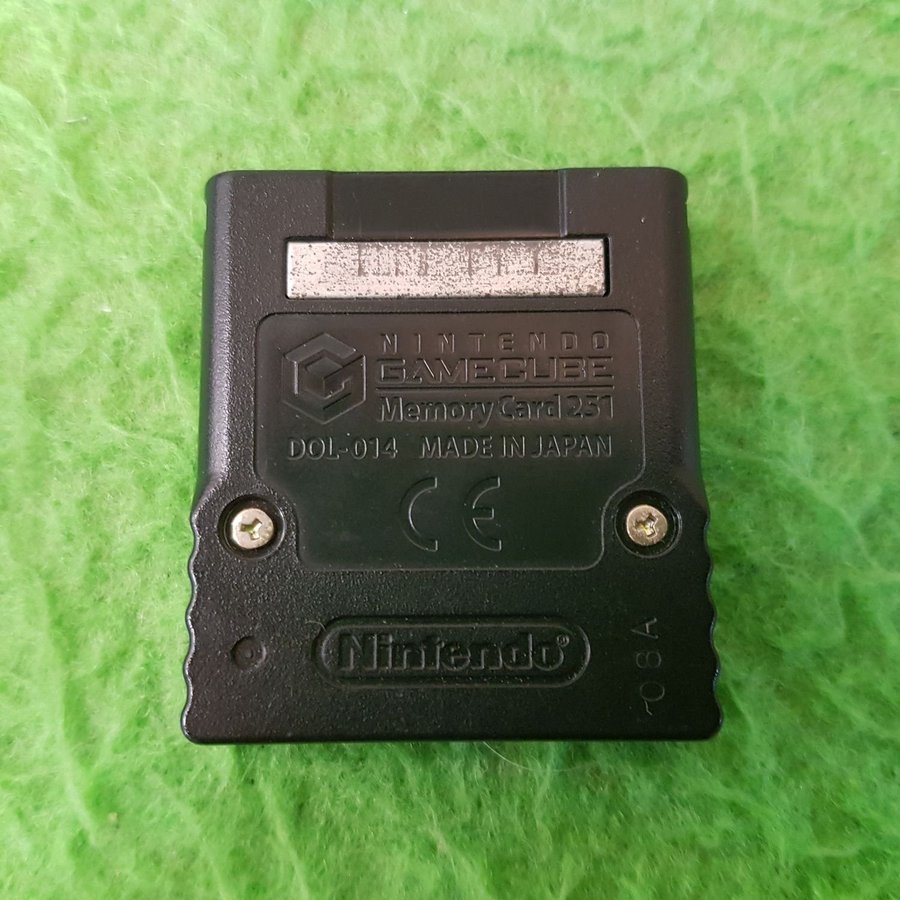 NINTENDO
GAMECUBE
Memory Card 251
DOL-014 MADE IN JAPAN
CE
Nintendo®
08A